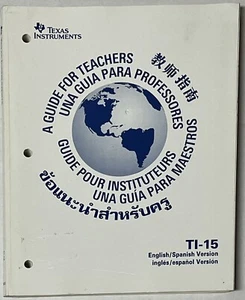 TEXAS
INSTRUMENTS
A GUIDE FOR TEACHERS
教师指南
UNA GUIA PARA PROFESSORES
GUIDE POUR INSTITUTEURS
UNA GUÍA PARA MAESTROS
ข้อแนะนำสำหรับครู
TI-15
English/Spanish Version
inglés/español Versión